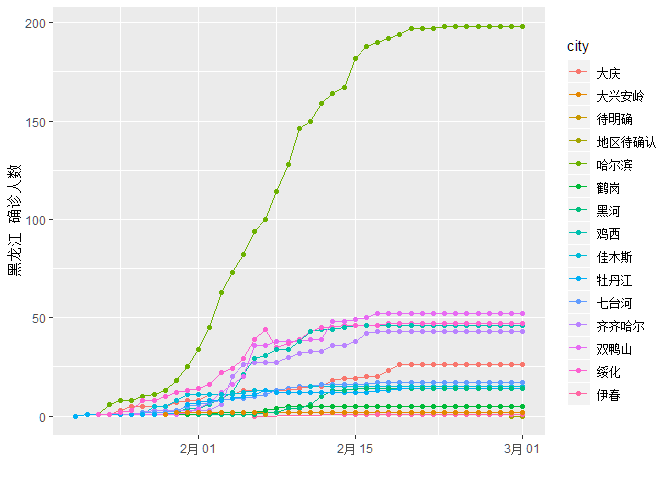 200
150
100
50
0
黑龙江 确诊人数
2月 01
2月 15
3月 01
city
大庆
大兴安岭
待明确
地区待确认
哈尔滨
鹤岗
黑河
鸡西
佳木斯
牡丹江
七台河
齐齐哈尔
双鸭山
绥化
伊春